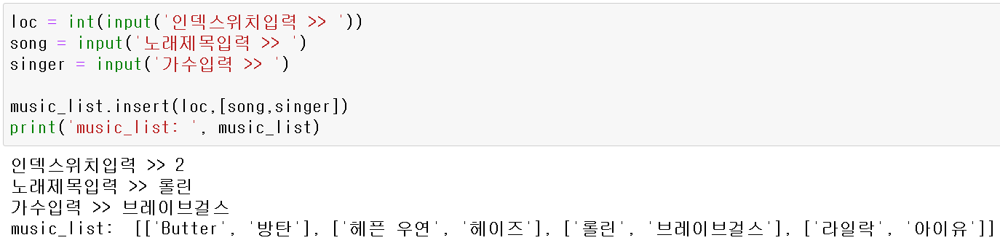 loc = int(input('인덱스위치입력 >> '))
song = input('노래제목입력 >> ')
singer = input('가수입력 >> ')
music_list.insert(loc,[song,singer])
print('music_list: ', music_list)
인덱스위치입력 >> 2
노래제목입력 >> 롤린
가수입력 >> 브레이브걸스
music_list:  [['Butter', '방탄'], ['헤픈 우연', '헤이즈'], ['롤린', '브레이브걸스'], ['라일락', '아이유']]